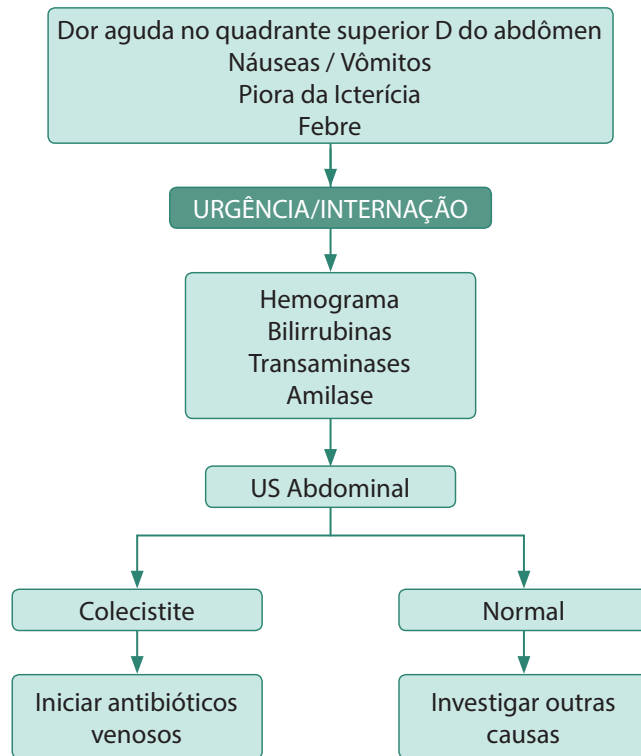 Dor aguda no quadrante superior D do abdômen
Náuseas / Vômitos
Piora da Icterícia
Febre
URGÊNCIA/INTERNAÇÃO
Hemograma
Bilirrubinas
Transaminases
Amilase
US Abdominal
Colecistite
Normal
Iniciar antibióticos
venosos
Investigar outras
causas